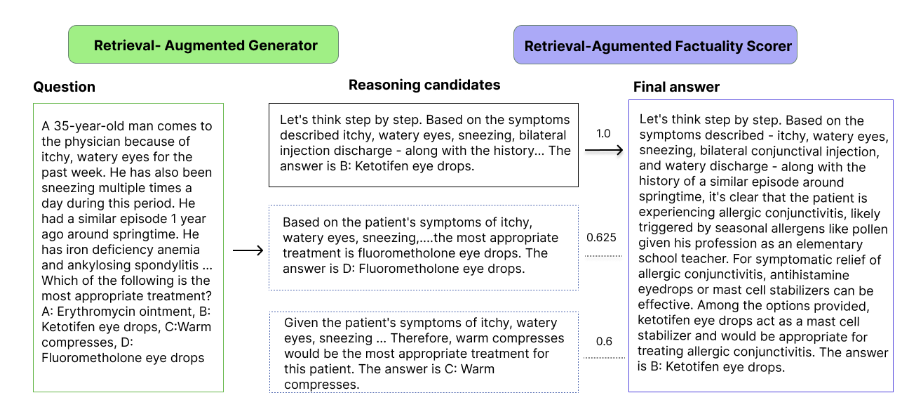 Retrieval- Augmented Generator
Retrieval-Agumented Factuality Scorer
Question
Reasoning candidates
Final answer
A 35-year-old man comes to
the physician because of
itchy, watery eyes for the
past week. He has also been
sneezing multiple times a
day during this period. He
had a similar episode 1 year
ago around springtime. He
has iron deficiency anemia
and ankylosing spondylitis ...
Which of the following is the
most appropriate treatment?
A: Erythromycin ointment, B:
Ketotifen eye drops, C:Warm
compresses, D:
Fluorometholone eye drops
Let's think step by step. Based on the symptoms
described itchy, watery eyes, sneezing, bilateral
injection discharge - along with the history... The
answer is B: Ketotifen eye drops.
1.0
Based on the patient's symptoms of itchy,
watery eyes, sneezing,....the most appropriate
treatment is fluorometholone eye drops. The
answer is D: Fluorometholone eye drops.
0.625
Given the patient's symptoms of itchy, watery
eyes, sneezing ... Therefore, warm compresses
would be the most appropriate treatment for
this patient. The answer is C: Warm
compresses.
0.6
Let's think step by step. Based on the
symptoms described - itchy, watery eyes,
sneezing, bilateral conjunctival injection,
and watery discharge - along with the
history of a similar episode around
springtime, it's clear that the patient is
experiencing allergic conjunctivitis, likely
triggered by seasonal allergens like pollen
given his profession as an elementary
school teacher. For symptomatic relief of
allergic conjunctivitis, antihistamine
eyedrops or mast cell stabilizers can be
effective. Among the options provided,
ketotifen eye drops act as a mast cell
stabilizer and would be appropriate for
treating allergic conjunctivitis. The answer
is B: Ketotifen eye drops.